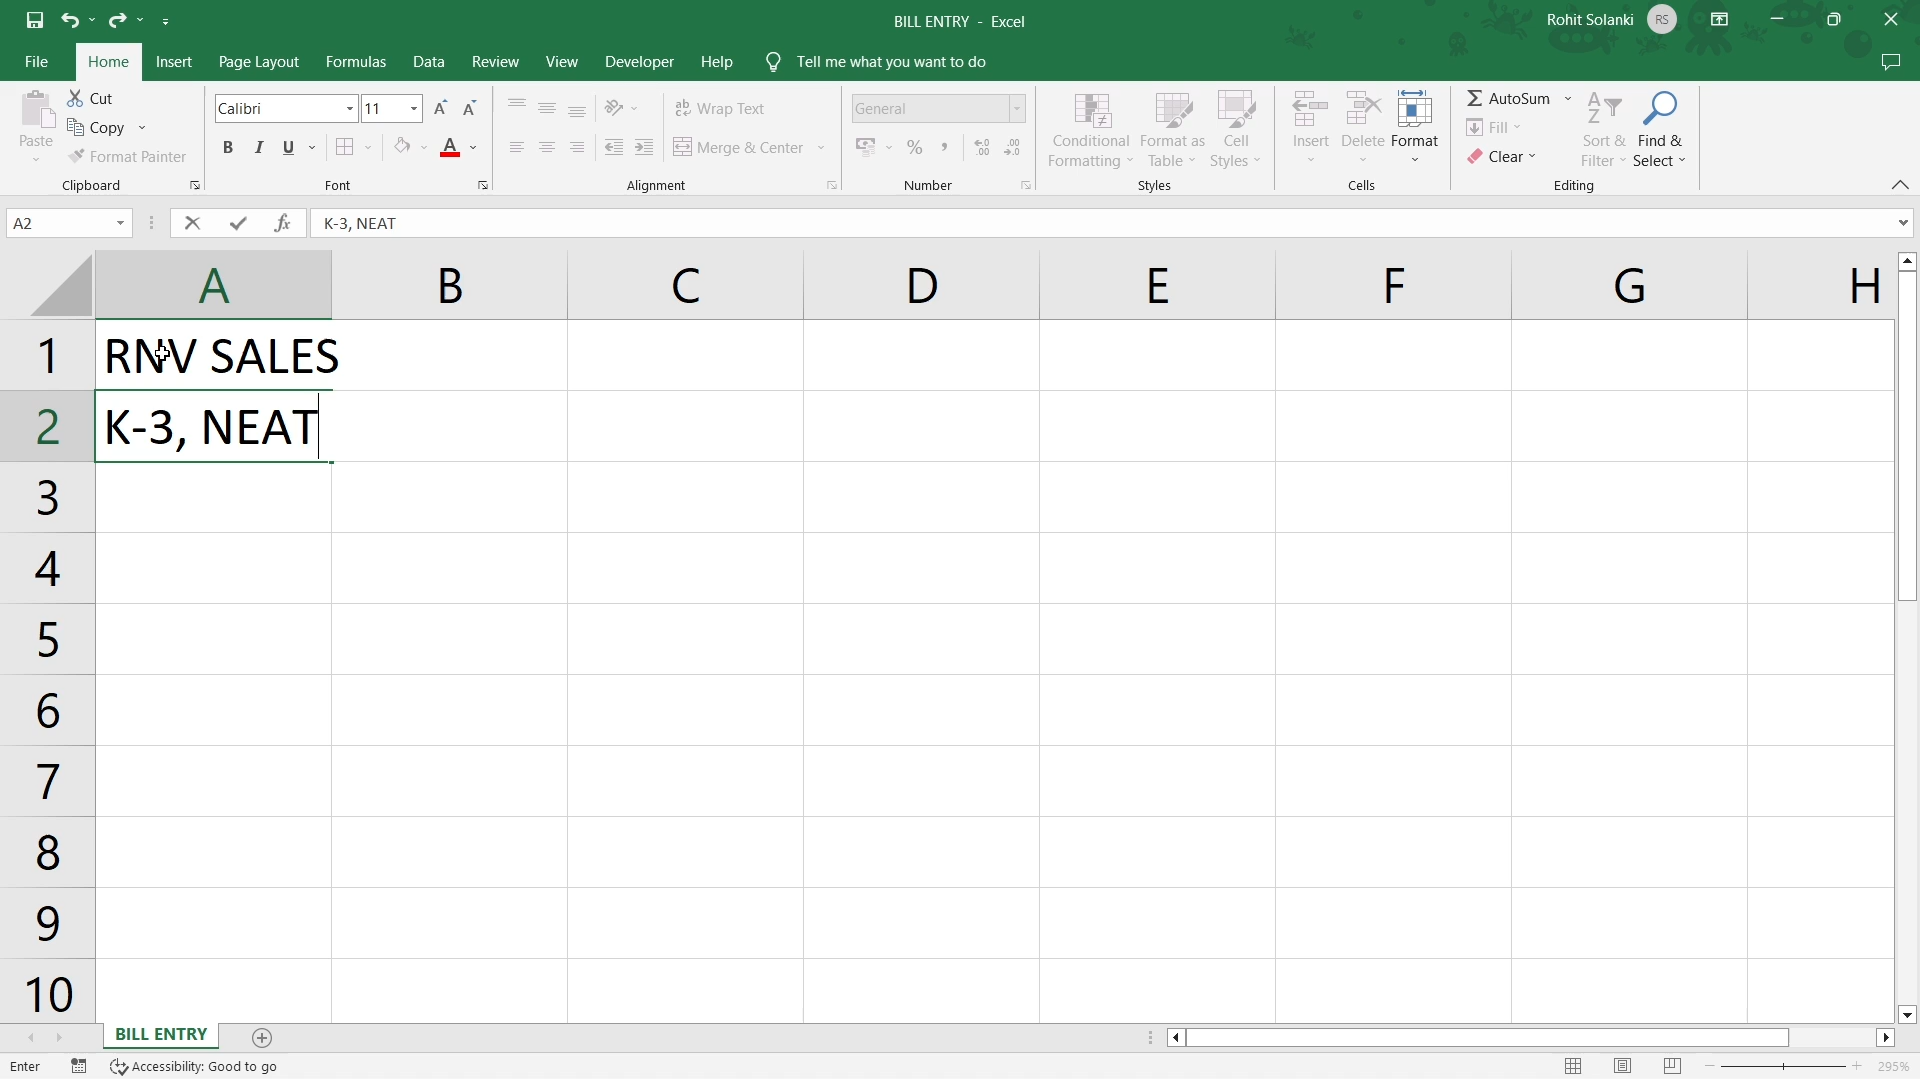 BILL ENTRY - Excel
Rohit Solanki RS
File Home Insert Page Layout Formulas Data Review View Developer Help Tell me what you want to do
Paste
Cut
Copy
Format Painter
Clipboard
Calibri 11
B I U A
Font
ab Wrap Text
Merge & Center
Alignment
General
% ,
Number
Conditional Formatting
Format as Table
Cell Styles
Styles
Insert Delete Format
Cells
AutoSum
Fill
Clear
Sort & Filter
Find & Select
Editing
A2 fx K-3, NEAT
A B C D E F G H
1 RNV SALES
2 K-3, NEAT
3
4
5
6
7
8
9
10
BILL ENTRY
Enter Accessibility: Good to go 295%